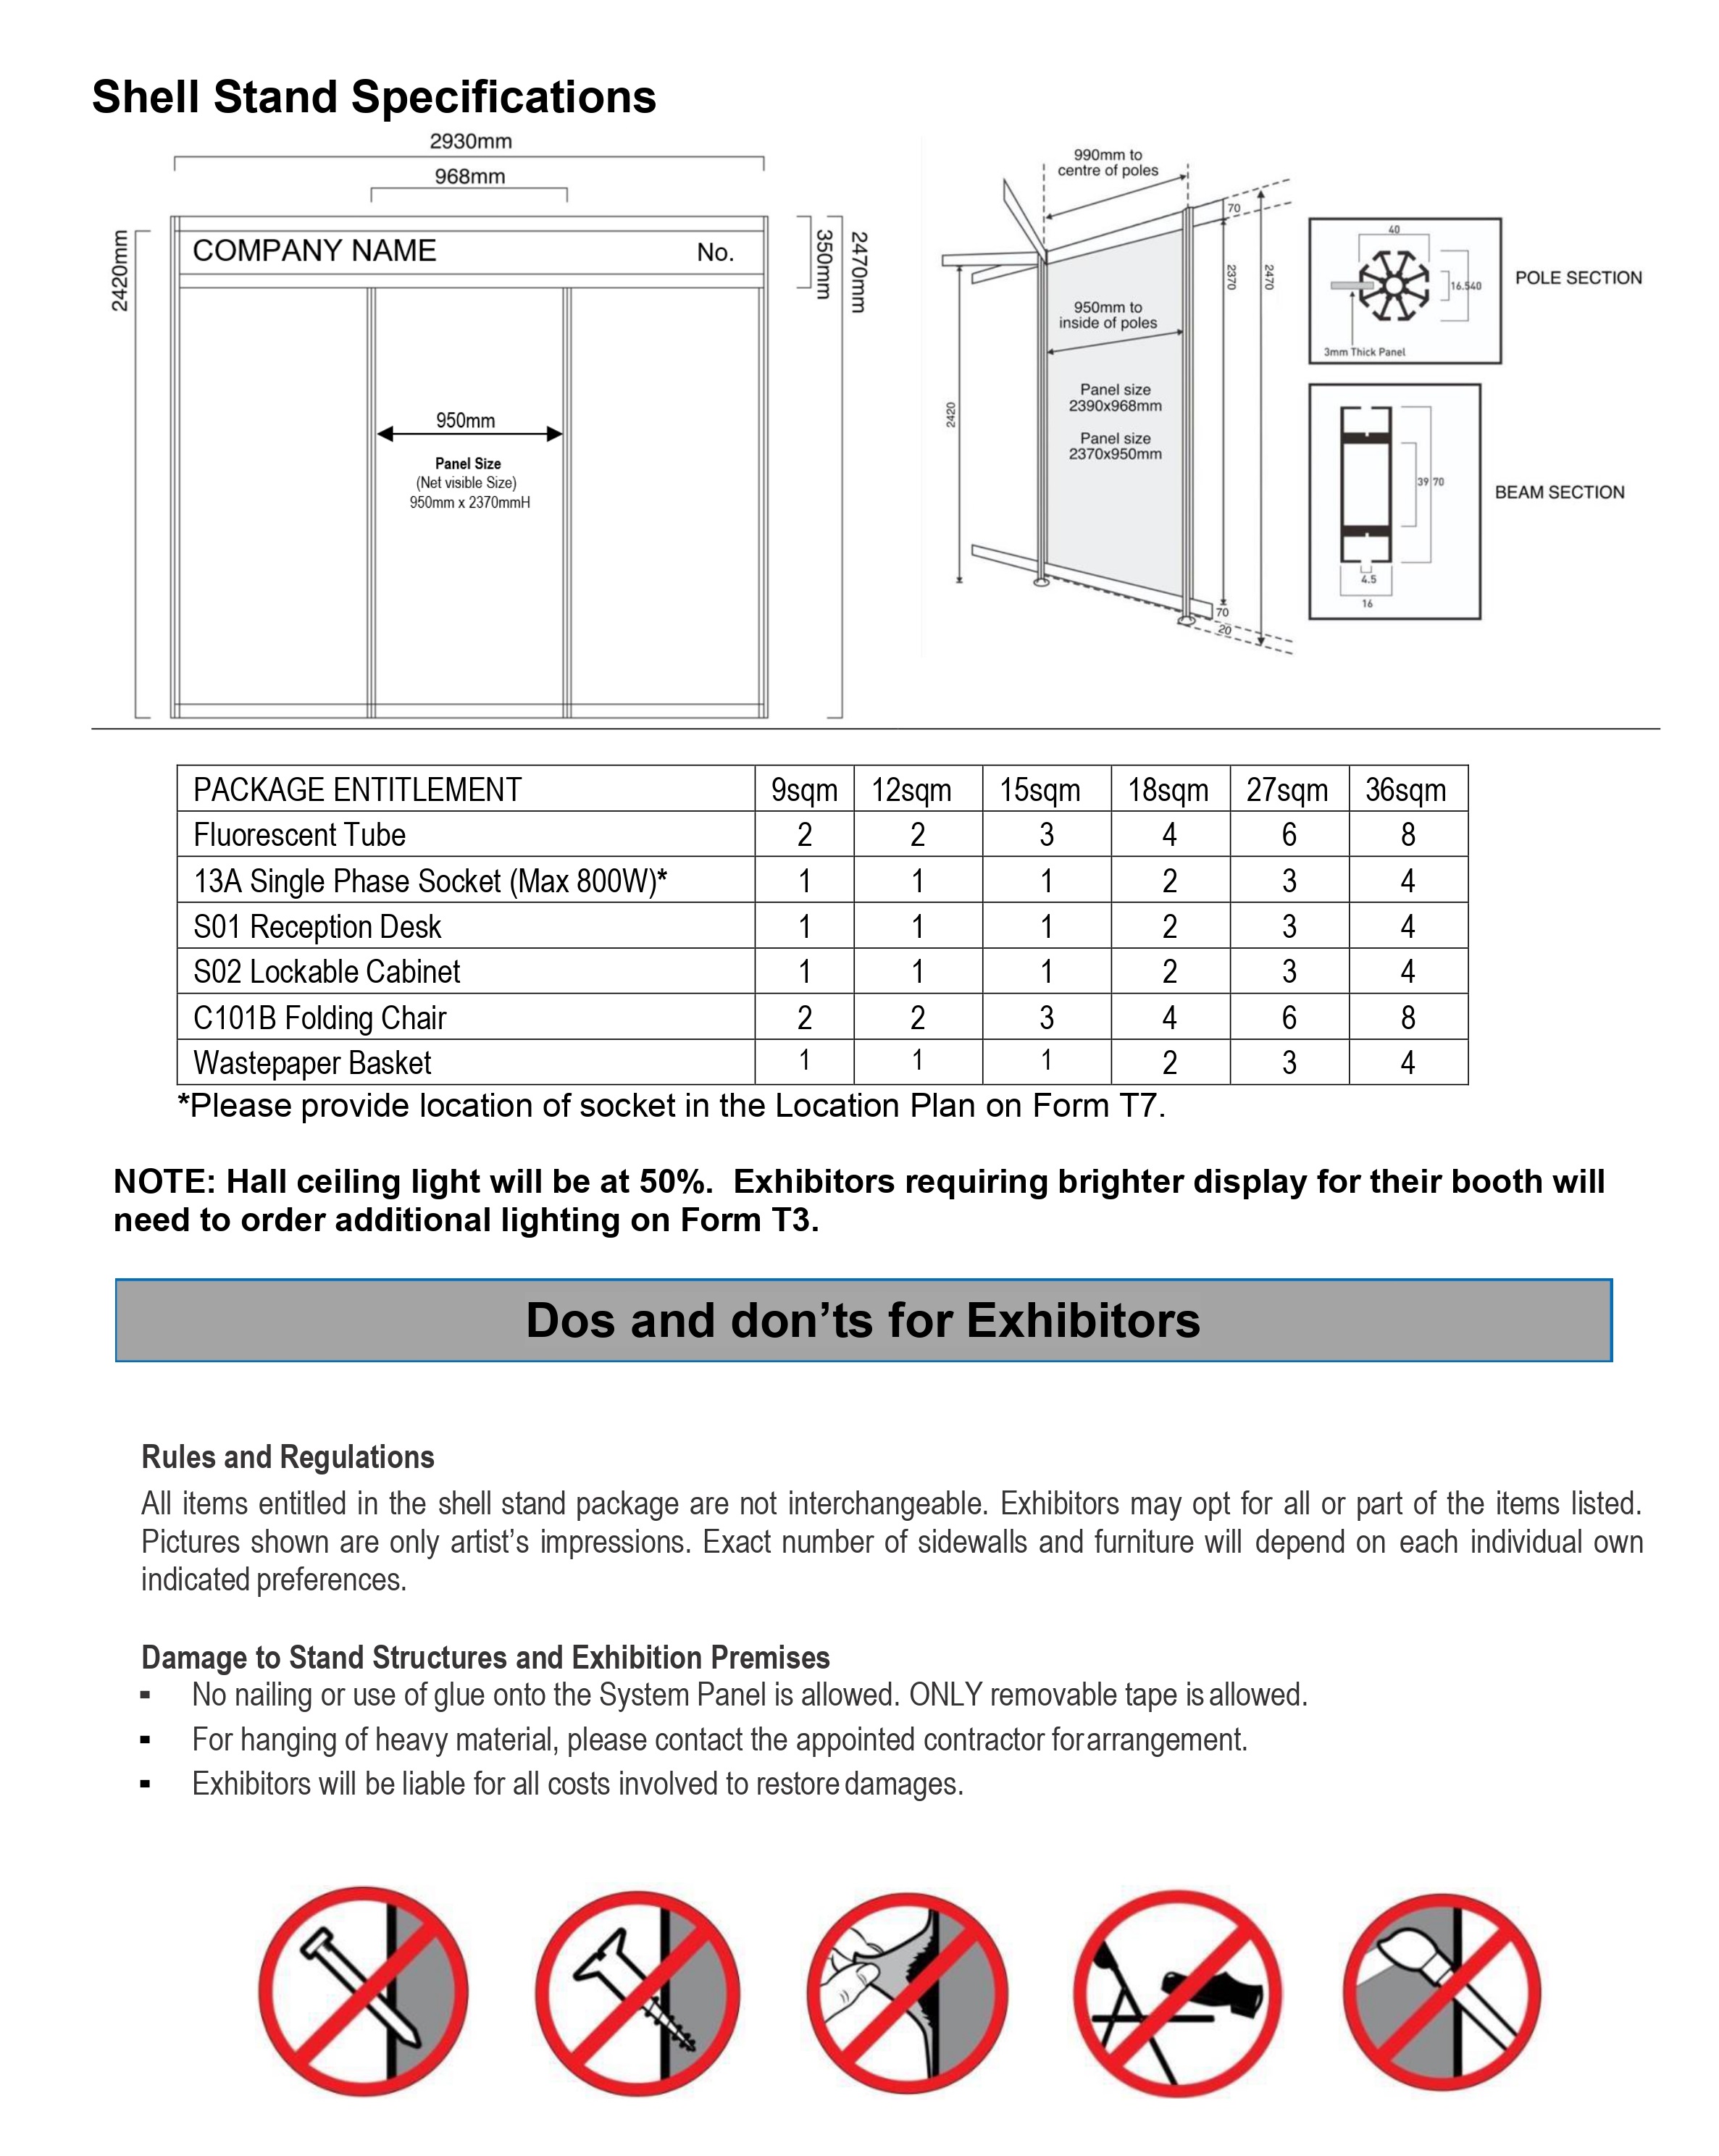 Shell Stand Specifications
2930mm
968mm
2420mm
COMPANY NAME No.
350mm
2470mm
950mm
Panel Size
(Net visible Size)
950mm x 2370mmH
990mm to
centre of poles
70
2370
2470
950mm to
inside of poles
Panel size
2390x968mm
Panel size
2370x950mm
2420
70
20
40
16.540
3mm Thick Panel
POLE SECTION
39 70
4.5
16
BEAM SECTION
PACKAGE ENTITLEMENT 9sqm 12sqm 15sqm 18sqm 27sqm 36sqm
Fluorescent Tube 2 2 3 4 6 8
13A Single Phase Socket (Max 800W)* 1 1 1 2 3 4
S01 Reception Desk 1 1 1 2 3 4
S02 Lockable Cabinet 1 1 1 2 3 4
C101B Folding Chair 2 2 3 4 6 8
Wastepaper Basket 1 1 1 2 3 4
*Please provide location of socket in the Location Plan on Form T7.
NOTE: Hall ceiling light will be at 50%. Exhibitors requiring brighter display for their booth will
need to order additional lighting on Form T3.
Dos and don’ts for Exhibitors
Rules and Regulations
All items entitled in the shell stand package are not interchangeable. Exhibitors may opt for all or part of the items listed.
Pictures shown are only artist’s impressions. Exact number of sidewalls and furniture will depend on each individual own
indicated preferences.
Damage to Stand Structures and Exhibition Premises
▪ No nailing or use of glue onto the System Panel is allowed. ONLY removable tape is allowed.
▪ For hanging of heavy material, please contact the appointed contractor for arrangement.
▪ Exhibitors will be liable for all costs involved to restore damages.